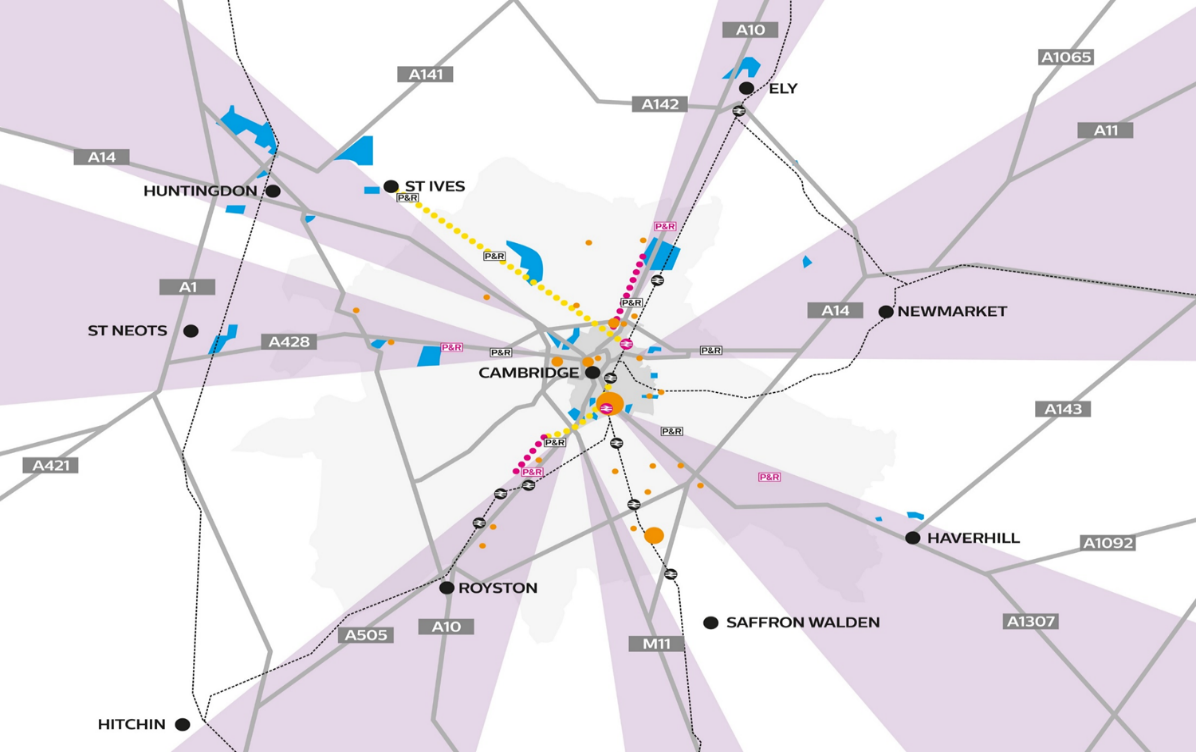 A10
A1065
A141
ELY
A142
A11
A14
HUNTINGDON
ST IVES
P&R
P&R
P&R
A1
P&R
A14
NEWMARKET
ST NEOTS
A428
P&R
P&R
P&R
CAMBRIDGE
A143
P&R
P&R
A421
P&R
P&R
HAVERHILL
A1092
ROYSTON
A505
A10
SAFFRON WALDEN
A1307
M11
HITCHIN